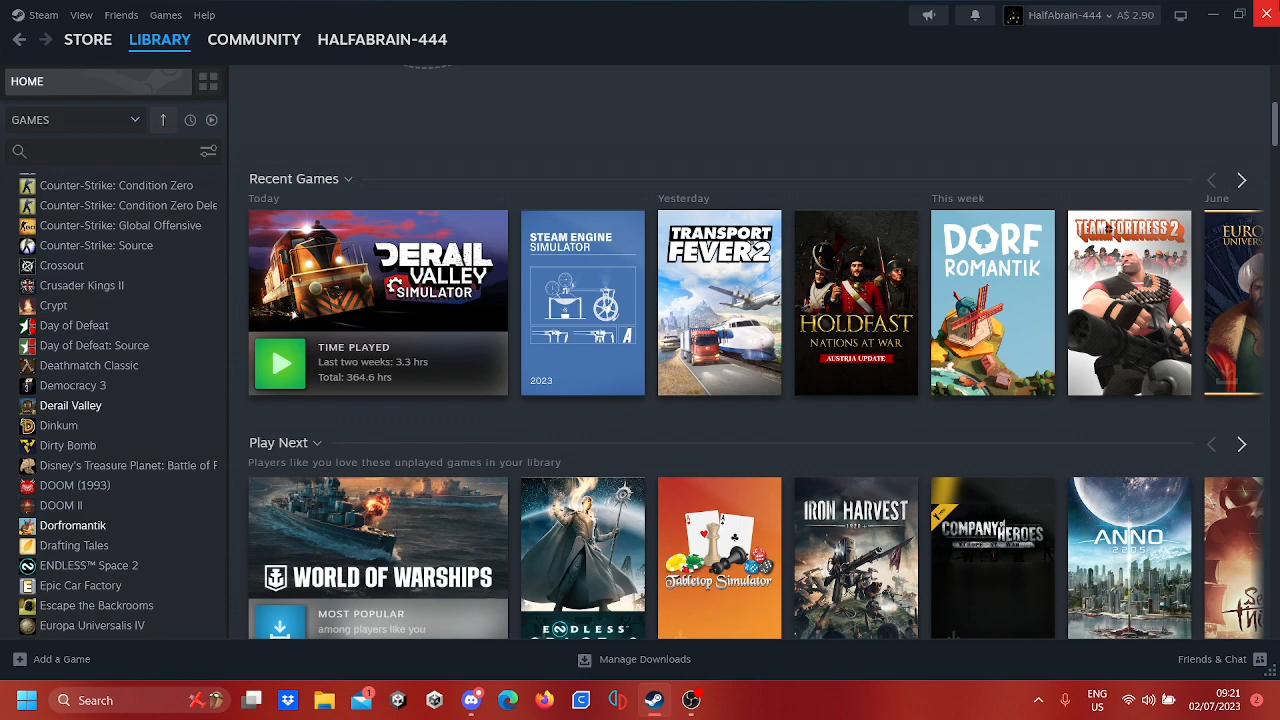 Steam View Friends Games Help
HalfAbrain-444 A$ 2.90
STORE LIBRARY COMMUNITY HALFABRAIN-444
HOME
GAMES
Counter-Strike: Condition Zero
Counter-Strike: Condition Zero Dele
Counter-Strike: Global Offensive
Counter-Strike: Source
Crossout
Crusader Kings II
Crypt
Day of Defeat
Day of Defeat: Source
Deathmatch Classic
Democracy 3
Derail Valley
Dinkum
Dirty Bomb
Disney's Treasure Planet: Battle of P
DOOM (1993)
DOOM II
Dorfromantik
Drafting Tales
ENDLESS™ Space 2
Epic Car Factory
Escape the Backrooms
Europa Universalis IV
Recent Games
Today
DERAIL
VALLEY
SIMULATOR
TIME PLAYED
Last two weeks: 3.3 hrs
Total: 364.6 hrs
STEAM ENGINE
SIMULATOR
A
2023
Yesterday
TRANSPORT
FEVER 2
HOLDFAST
NATIONS AT WAR
AUSTRIA UPDATE
This week
DORF
ROMANTIK
TEAM FORTRESS 2
June
EURO
UNIVERS
Play Next
Players like you love these unplayed games in your library
WORLD OF WARSHIPS
MOST POPULAR
among players like you
ENDLESS
Tabletop Simulator
IRON HARVEST
1920
COMPANY OF
HEROES
ANNO
2205
Add a Game
Manage Downloads
Friends & Chat
Search
1
ENG
US
09:21
02/07/2023
2